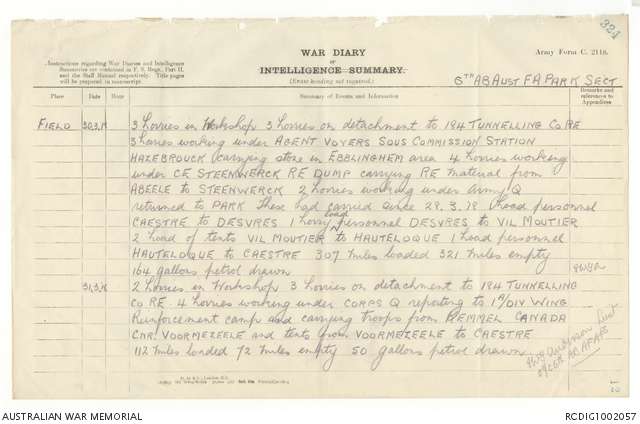 324
WAR DIARY
or
INTELLIGENCE SUMMARY.
(Erase heading not required.)
Army Form C. 2118.
Instructions regarding War Diaries and Intelligence
Summaries are contained in F. S. Regs., Part II.
and the Staff Manual respectively. Title pages
will be prepared in manuscript.
6TH AB AUST F A PARK SECT
Place
Date
Hour
Summary of Events and Information
Remarks and
references to
Appendices
FIELD 30.3.18 3 Lorries in Workshop 3 lorries on detachment to 184 TUNNELLING Co RE
3 lorries working under AGENT VOYERS SOUS COMMISSION STATION
HAZEBROUCK carrying store in EBBLINGHEM area 4 lorries working
under CE STEENWERCK RE DUMP carrying RE material from
ABEELE to STEENWERCK 2 lorries working under Army Q
returned to PARK These had carried since 28.3.18 1 load personnel
CAESTRE to DESVRES 1 lorry load personnel DESVRES to VIL MOUTIER
2 load of tents VIL MOUTIER to HAUTELOQUE 1 load personnel
HAUTELOQUE to CAESTRE 307 miles loaded 321 miles empty
164 gallons petrol drawn
31.3.18 2 lorries in Workshop 3 lorries on detachment to 184 TUNNELLING
Co RE 4 lorries working under CORPS Q reporting to 1st DIV WING
Reinforcement camp and carrying troops from KEMMEL CANADA
CNR VOORMEZEELE and tents from VOORMEZEELE to CAESTRE
112 miles loaded 72 miles empty 50 gallons petrol drawn
Anderson Lieut
AUSTRALIAN WAR MEMORIAL
RCDIG1002057